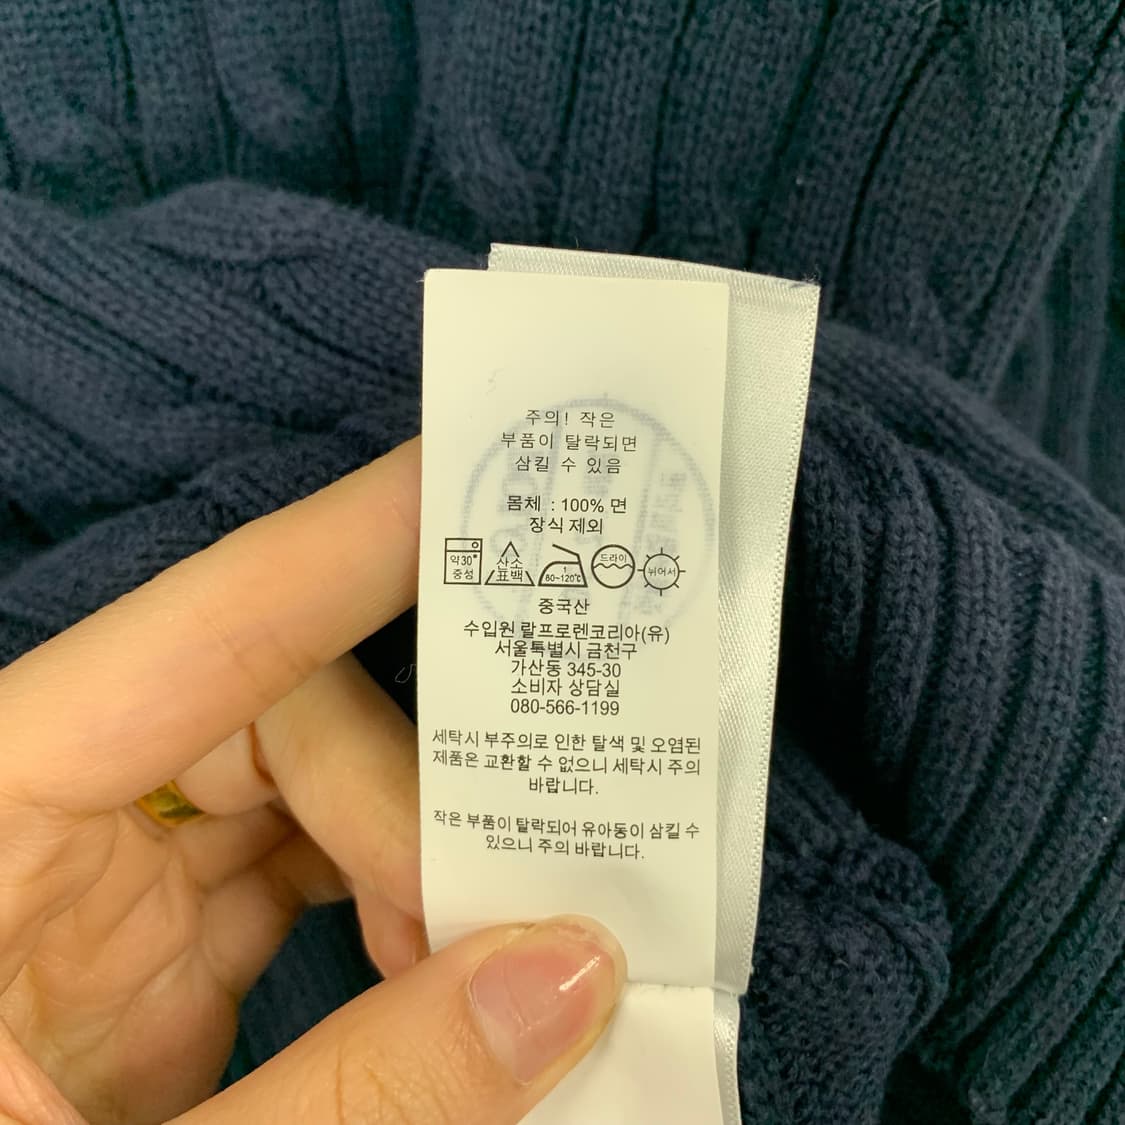 주의! 작은
부품이 탈락되면
삼킬 수 있음
몸체 : 100% 면
장식 제외
약30°
중성
산소
표백
1
80~120℃
드라이
뉘어서
중국산
수입원 랄프로렌코리아(유)
서울특별시 금천구
가산동 345-30
소비자 상담실
080-566-1199
세탁시 부주의로 인한 탈색 및 오염된
제품은 교환할 수 없으니 세탁시 주의
바랍니다.
작은 부품이 탈락되어 유아동이 삼킬 수
있으니 주의 바랍니다.